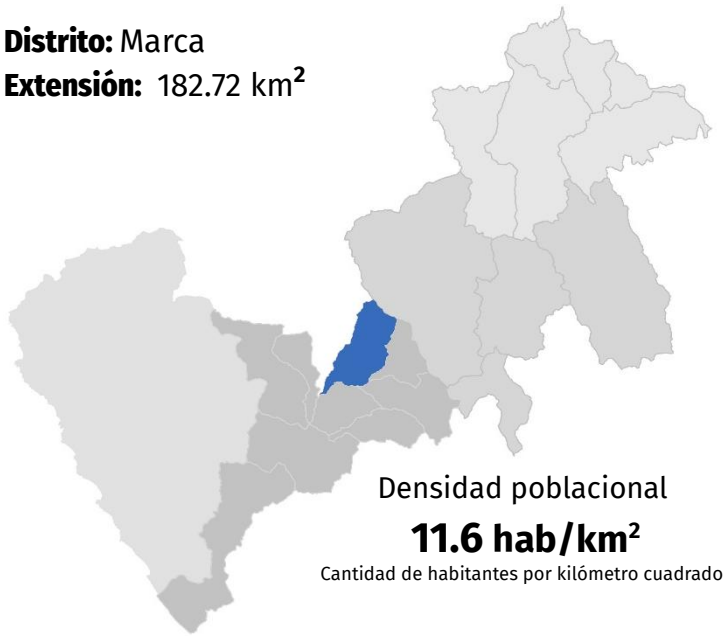 Distrito: Marca
Extensión: 182.72 km²
Densidad poblacional
11.6 hab/km²
Cantidad de habitantes por kilómetro cuadrado